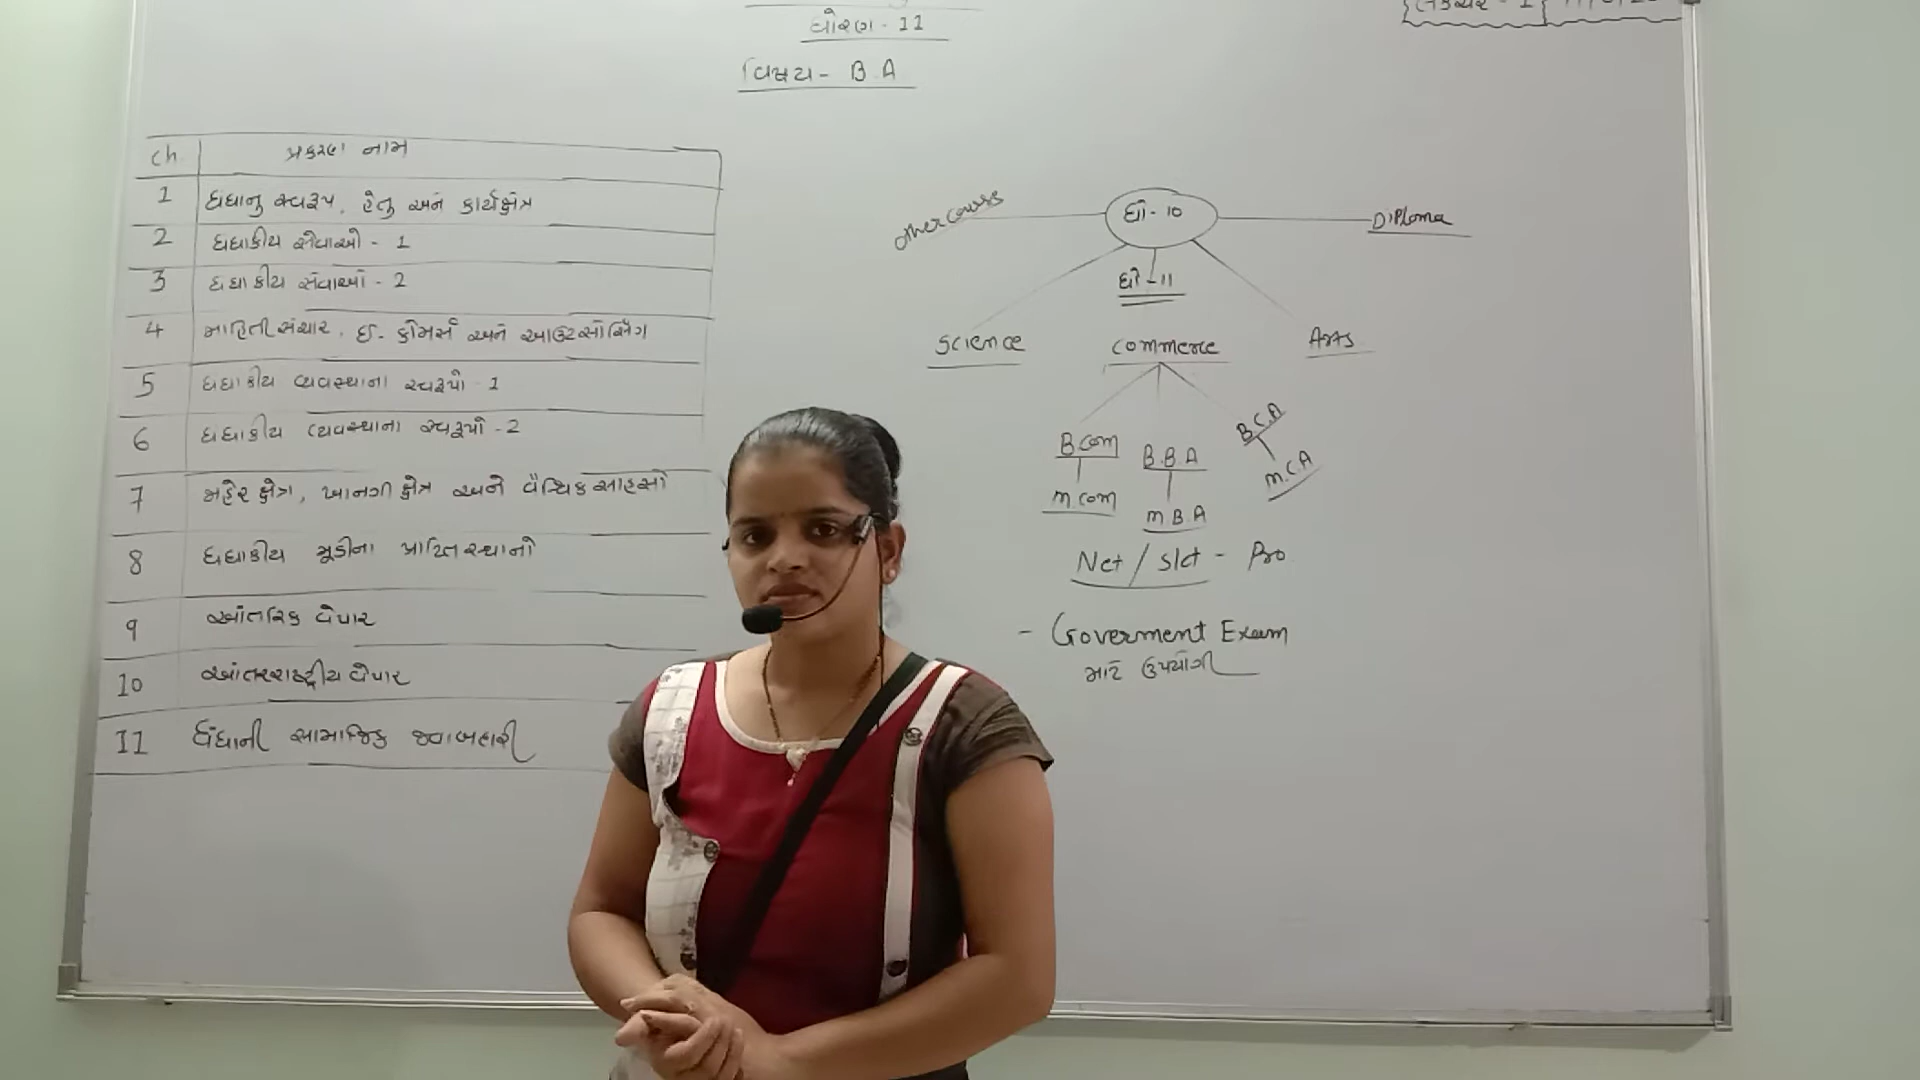 ધોરણ - 11
વિષય - B.A
લેકચર - 1
ch પ્રકરણ નામ
1 ધંધાનુ સ્વરૂપ, હેતુ અને કાર્યક્ષેત્ર
2 ધંધાકીય સેવાઓ - 1
3 ધંધાકીય સેવાઓ - 2
4 માહિતી સંચાર, ઈ- કોમર્સ અને આઉટસોર્સિંગ
5 ધંધાકીય વ્યવસ્થાના સ્વરૂપો - 1
6 ધંધાકીય વ્યવસ્થાના સ્વરૂપો - 2
7 જાહેર ક્ષેત્ર, ખાનગી ક્ષેત્ર અને વૈશ્વિક સાહસો
8 ધંધાકીય મૂડીના પ્રાપ્તિસ્થાનો
9 આંતરિક વેપાર
10 આંતરરાષ્ટ્રીય વેપાર
11 ધંધાની સામાજિક જવાબદારી
other course
ધો - 10
Diploma
ધો - 11
Science
Commerce
Arts
B.Com
B.B.A
B.C.A
M.Com
M.B.A
M.C.A
Net / Slet - Pro
- Goverment Exam
માટે ઉપયોગી